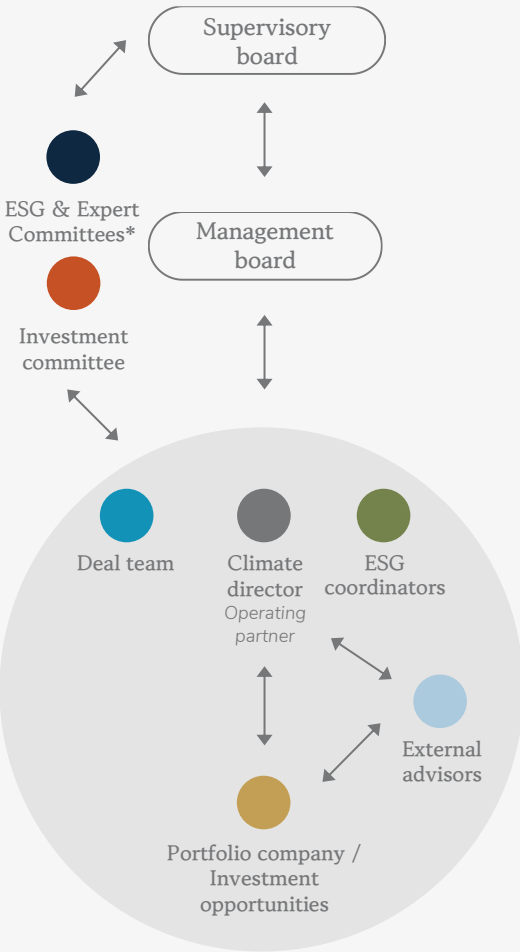 Supervisory
board
ESG & Expert
Committees*
Management
board
Investment
committee
Deal team
Climate
director
Operating
partner
ESG
coordinators
External
advisors
Portfolio company /
Investment
opportunities